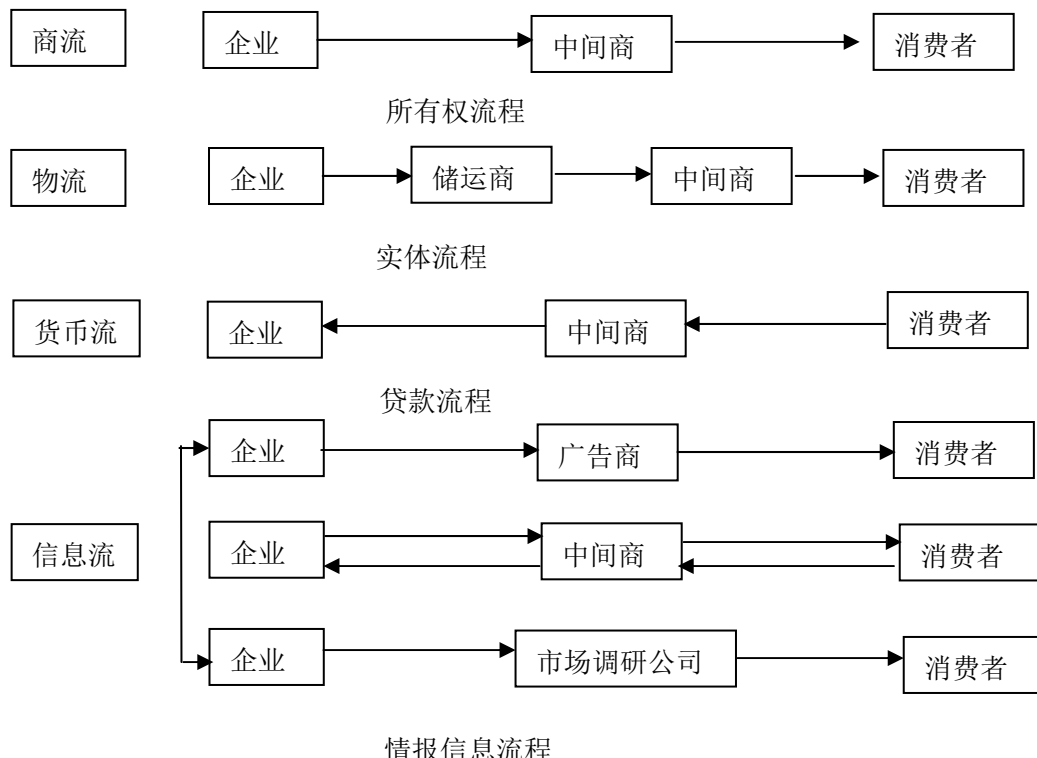 商流 企业 中间商 消费者
所有权流程
物流 企业 储运商 中间商 消费者
实体流程
货币流 企业 中间商 消费者
贷款流程
企业 广告商 消费者
信息流 企业 中间商 消费者
企业 市场调研公司 消费者
情报信息流程